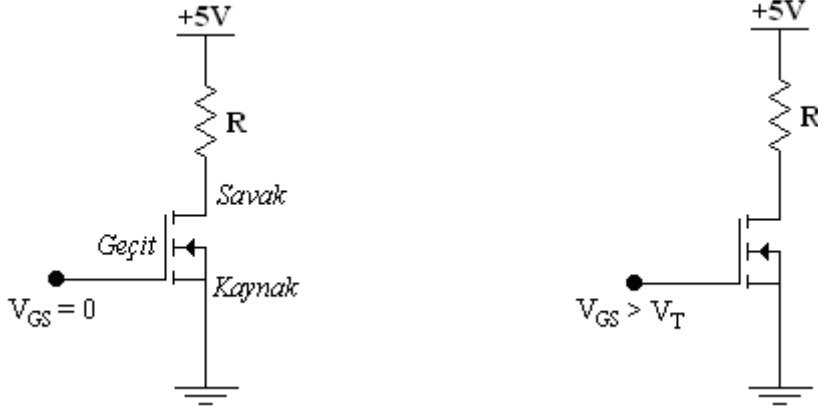 +5V
R
Savak
Geçit
Kaynak
V_GS = 0
+5V
R
V_GS > V_T